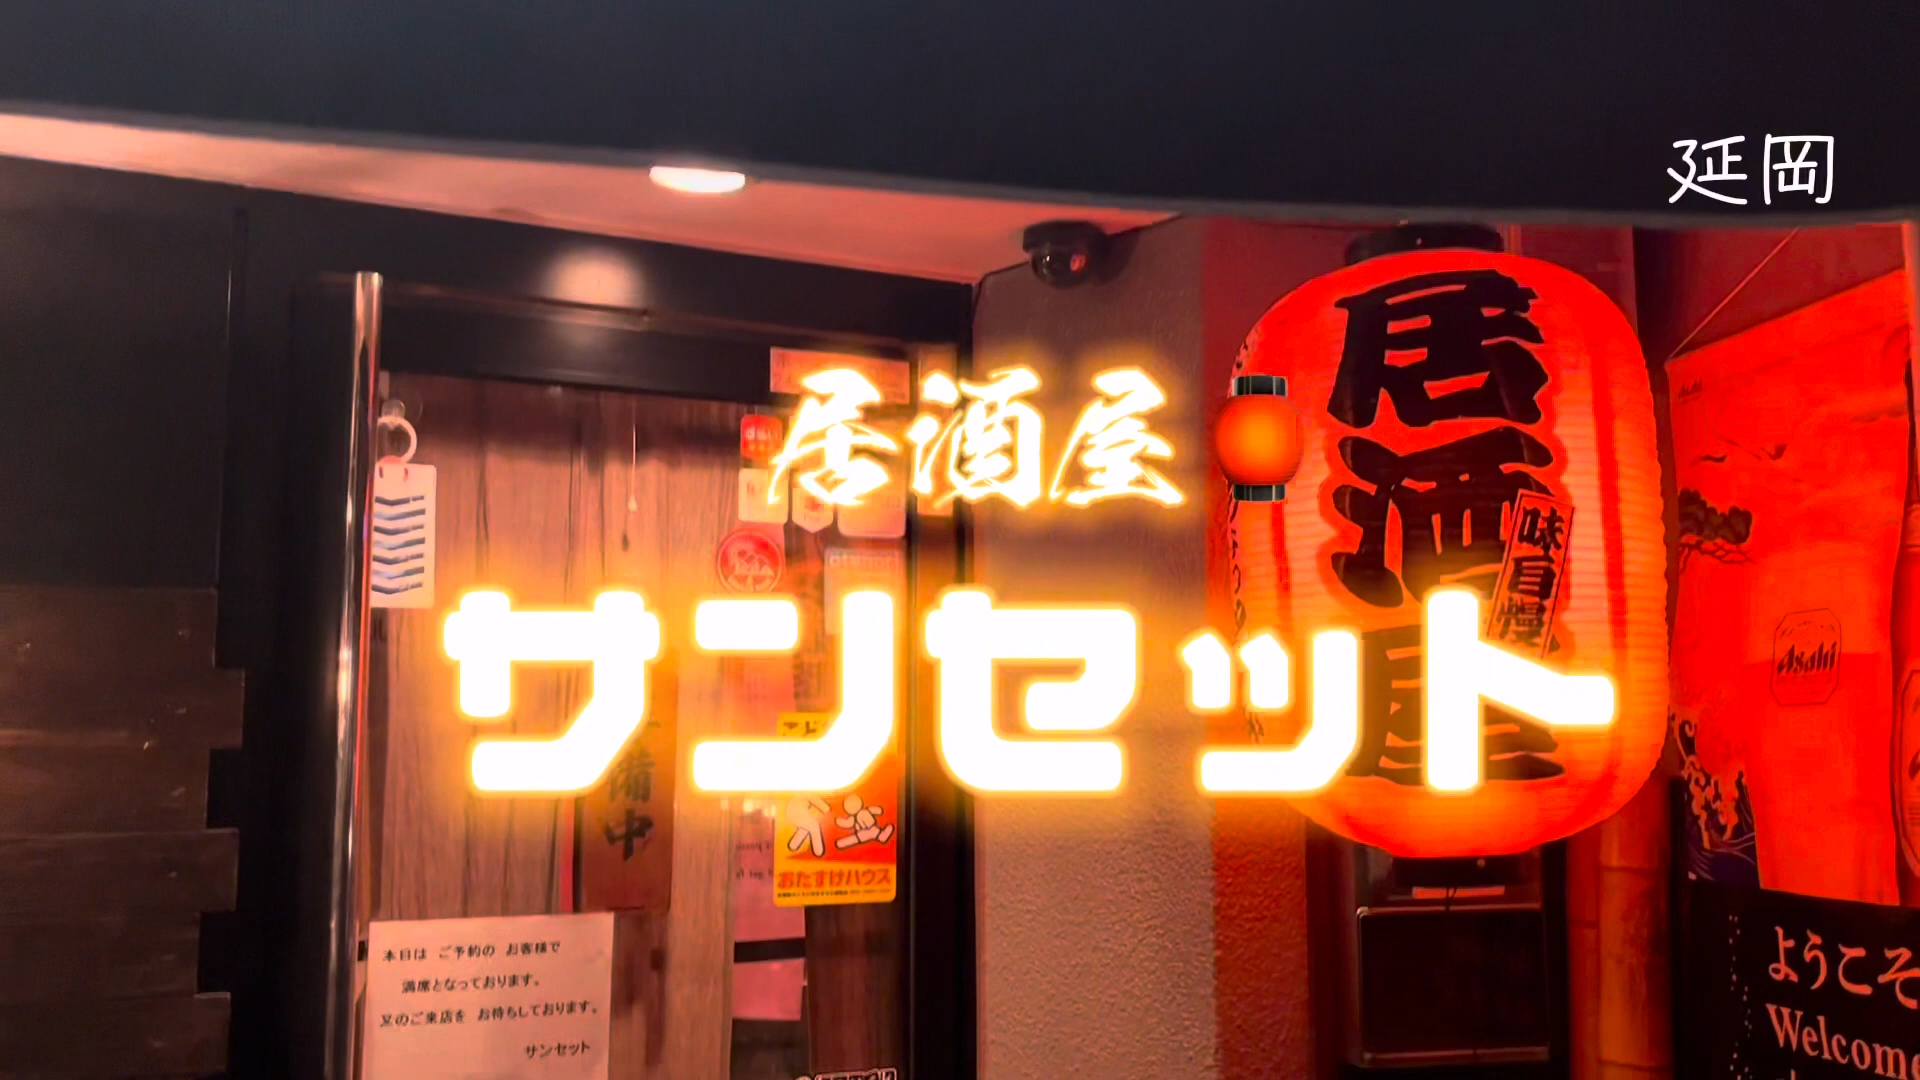 延岡
居酒屋🏮
サンセット
居酒屋
味自慢
備中
おたすけハウス
本日は ご予約の お客様で
満席となっております。
又のご来店を お待ちしております。
サンセット
Asahi
ようこそ
Welcome